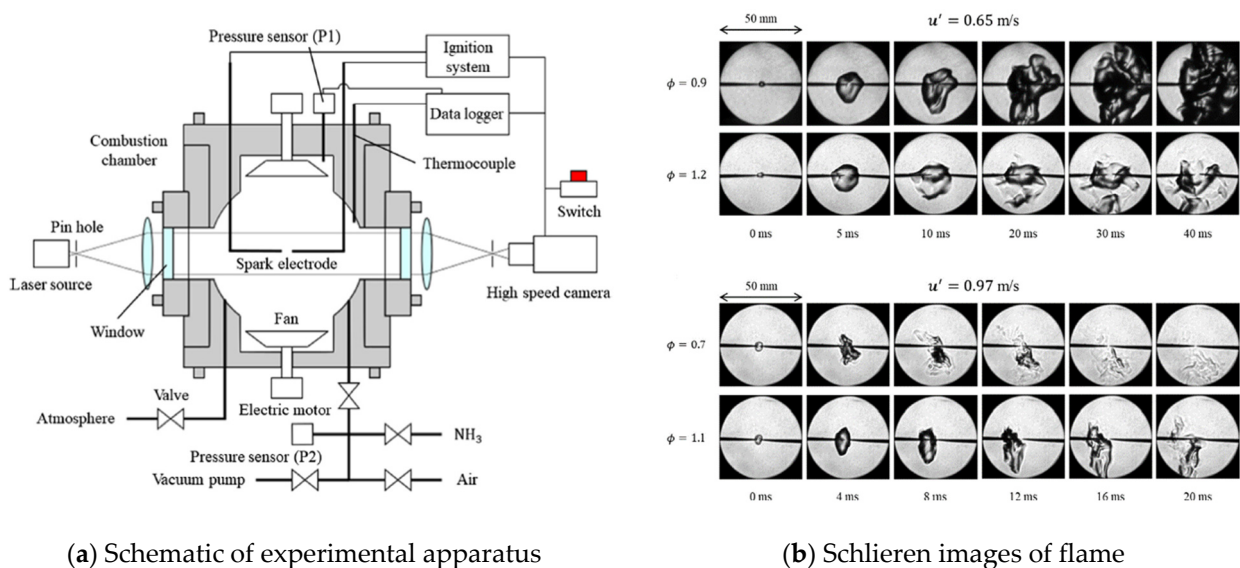 Pressure sensor (P1)
Ignition
system
Data logger
Combustion
chamber
Thermocouple
Switch
Pin hole
Spark electrode
Laser source
High speed camera
Window
Fan
Valve
Electric motor
Atmosphere
NH₃
Pressure sensor (P2)
Vacuum pump
Air
(a) Schematic of experimental apparatus
u' = 0.65 m/s
50 mm
ϕ = 0.9
ϕ = 1.2
0 ms 5 ms 10 ms 20 ms 30 ms 40 ms
u' = 0.97 m/s
50 mm
ϕ = 0.7
ϕ = 1.1
0 ms 4 ms 8 ms 12 ms 16 ms 20 ms
(b) Schlieren images of flame